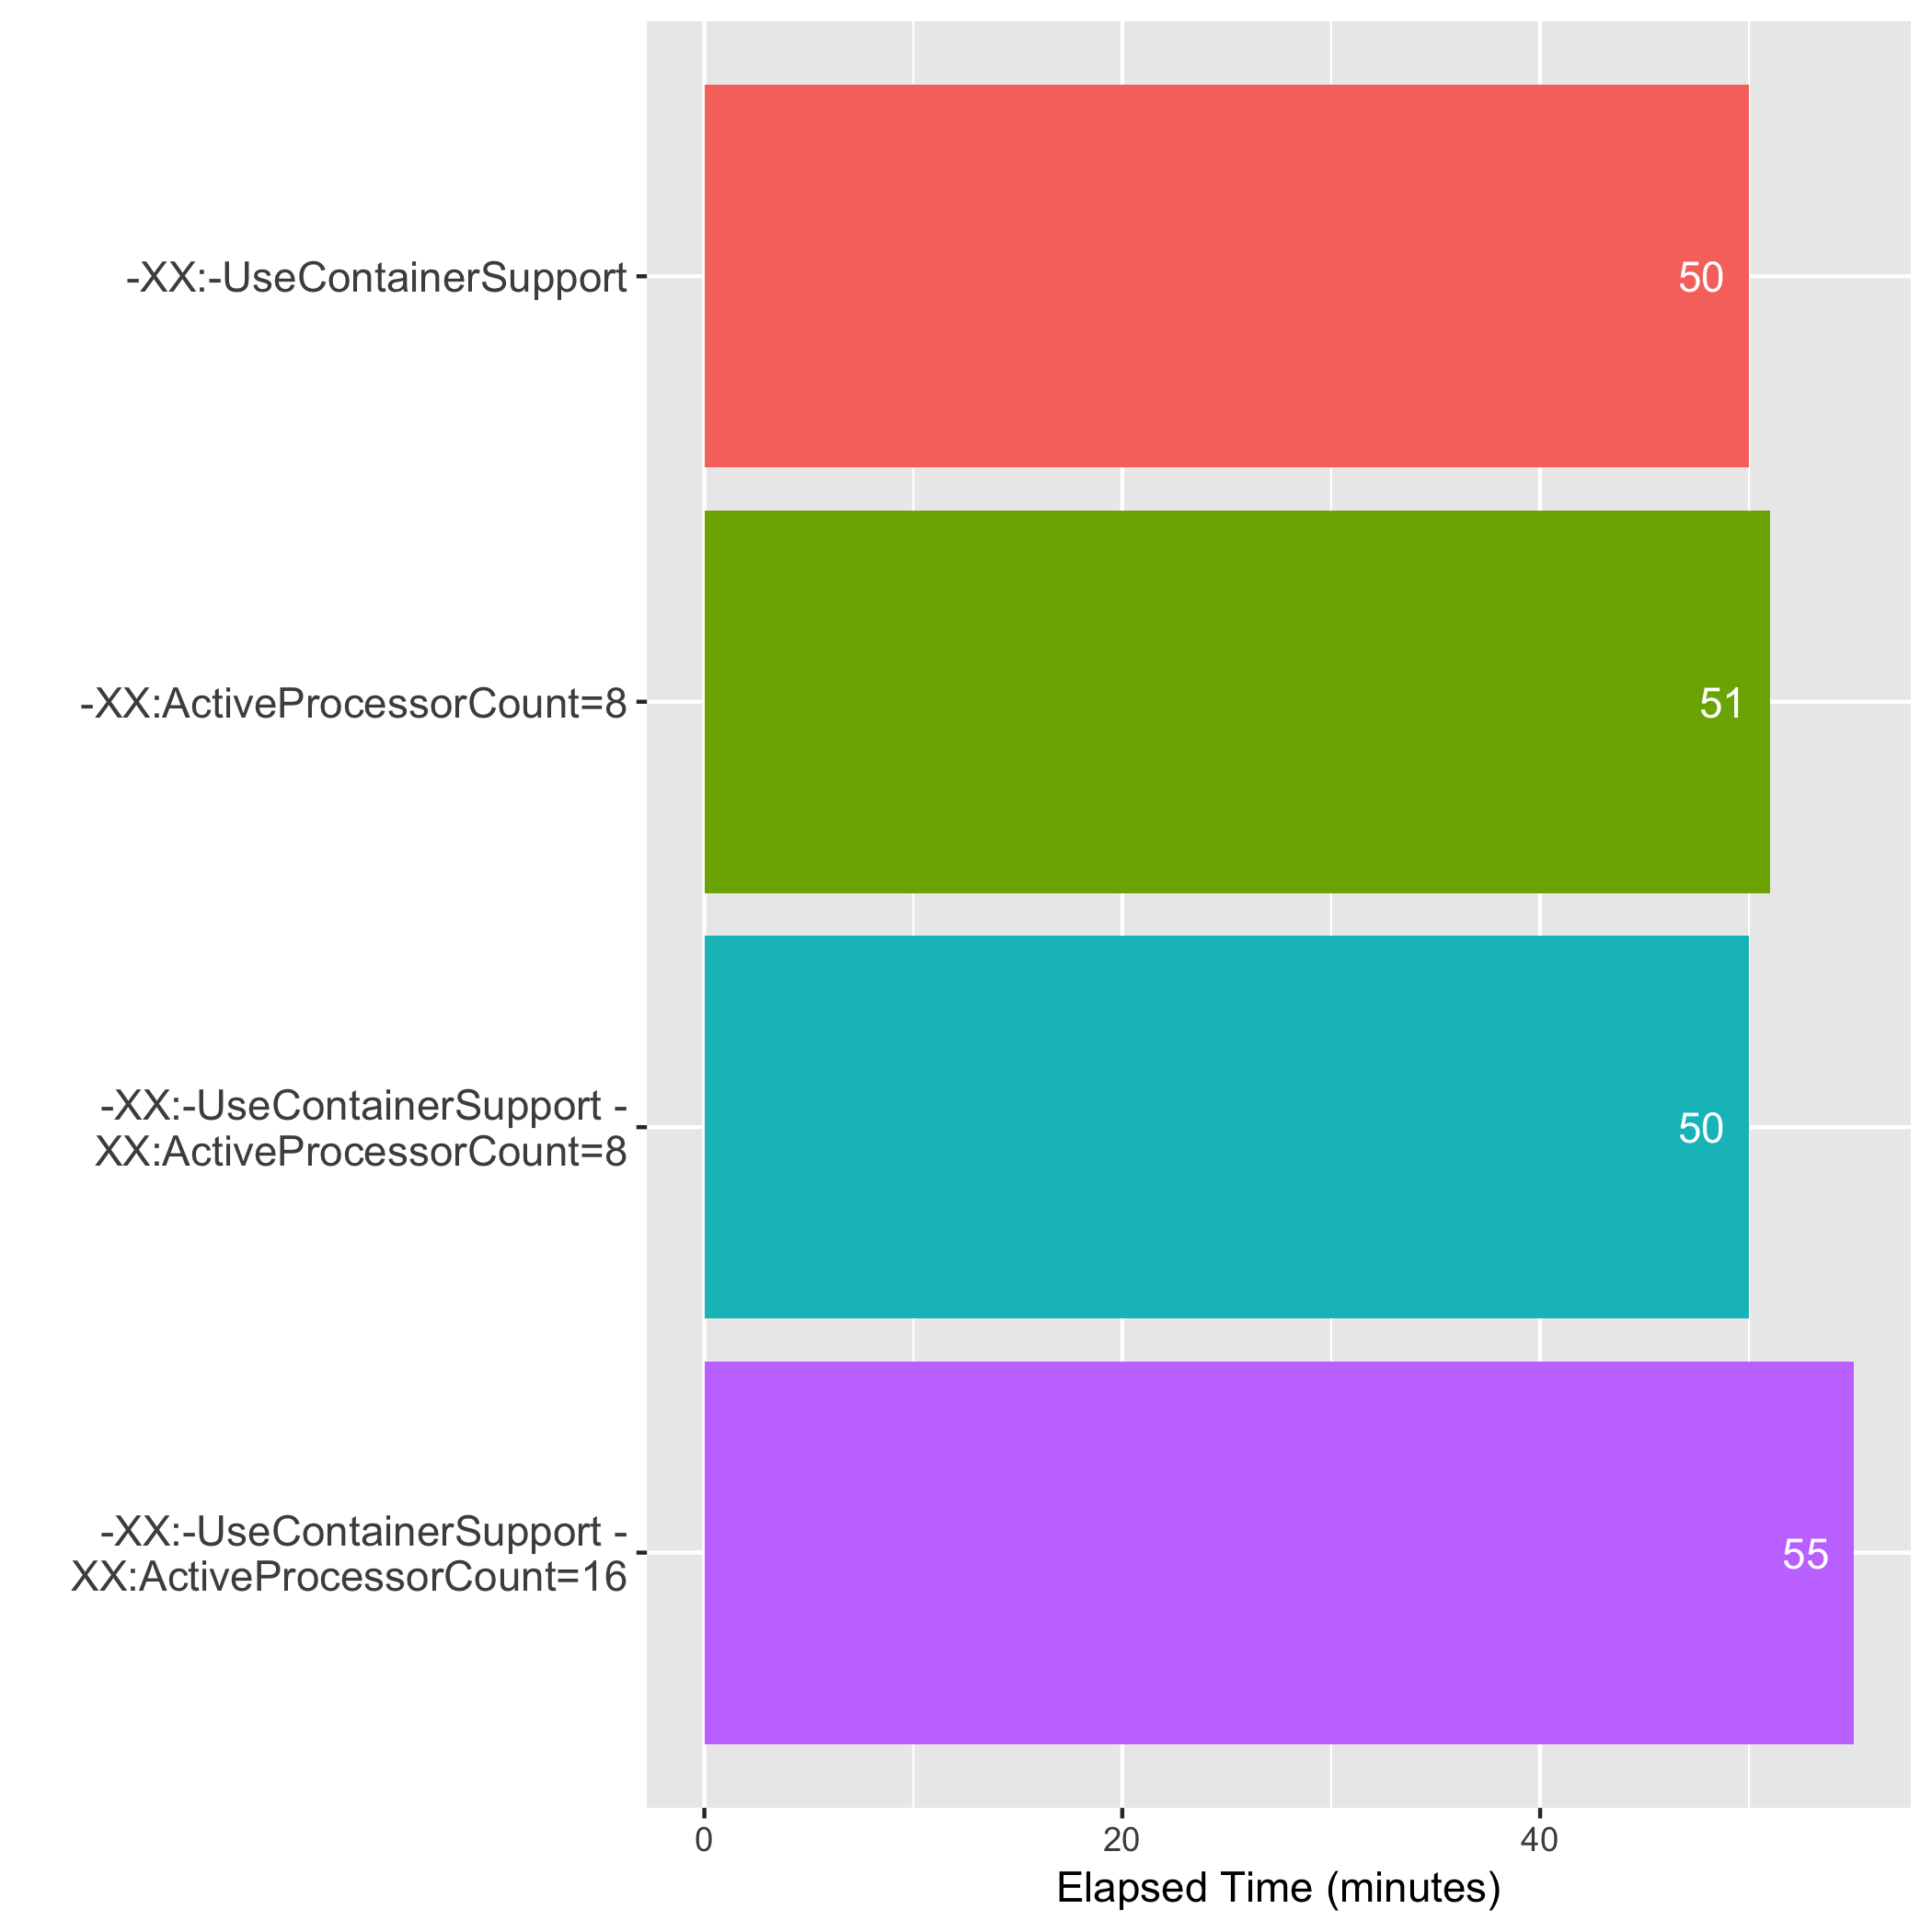 -XX:-UseContainerSupport
50
-XX:ActiveProcessorCount=8
51
-XX:-UseContainerSupport -
XX:ActiveProcessorCount=8
50
-XX:-UseContainerSupport -
XX:ActiveProcessorCount=16
55
0 20 40
Elapsed Time (minutes)